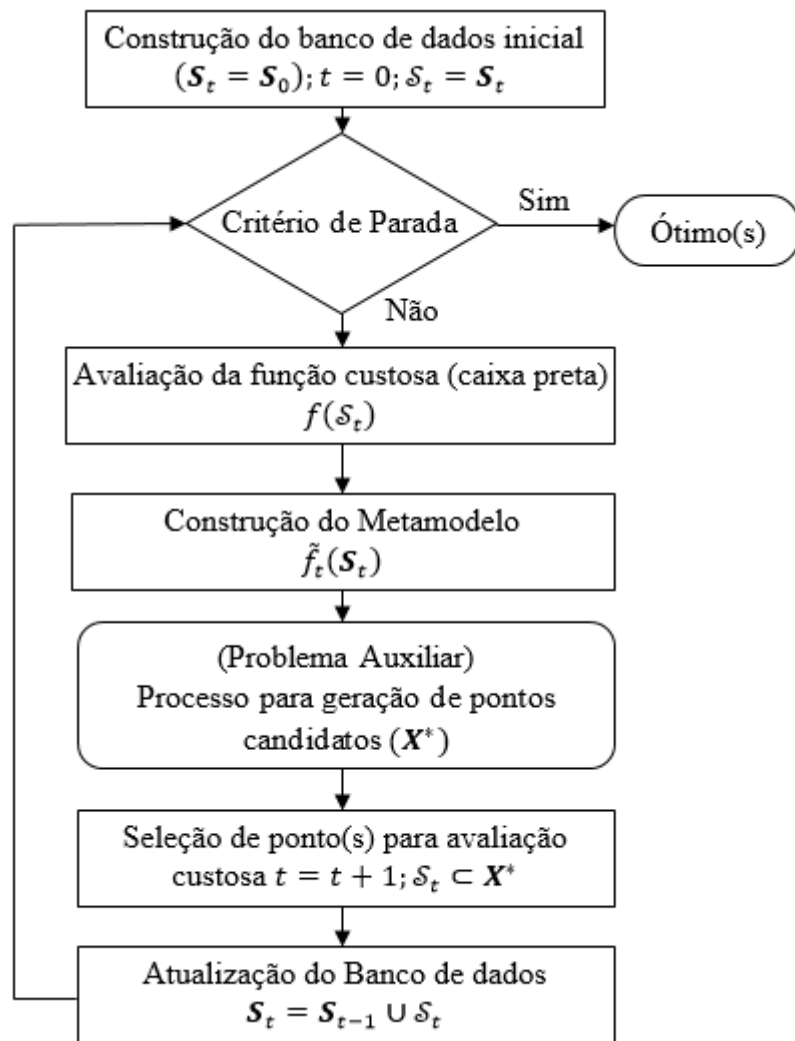 Construção do banco de dados inicial
(𝑺ₜ = 𝑺₀); 𝑡 = 0; 𝒮ₜ = 𝑺ₜ
Critério de Parada
Sim
Ótimo(s)
Não
Avaliação da função custosa (caixa preta)
𝑓(𝒮ₜ)
Construção do Metamodelo
f̃ₜ(𝑺ₜ)
(Problema Auxiliar)
Processo para geração de pontos
candidatos (𝑿*)
Seleção de ponto(s) para avaliação
custosa 𝑡 = 𝑡 + 1; 𝒮ₜ ⊂ 𝑿*
Atualização do Banco de dados
𝑺ₜ = 𝑺ₜ₋₁ ∪ 𝒮ₜ